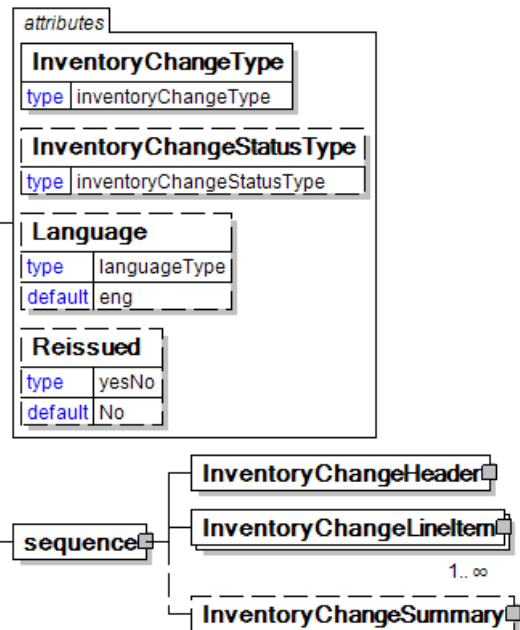 attributes
InventoryChangeType
type inventoryChangeType
InventoryChangeStatusType
type inventoryChangeStatusType
Language
type languageType
default eng
Reissued
type yesNo
default No
InventoryChangeHeader
sequence
InventoryChangeLineItem
1..∞
InventoryChangeSummary